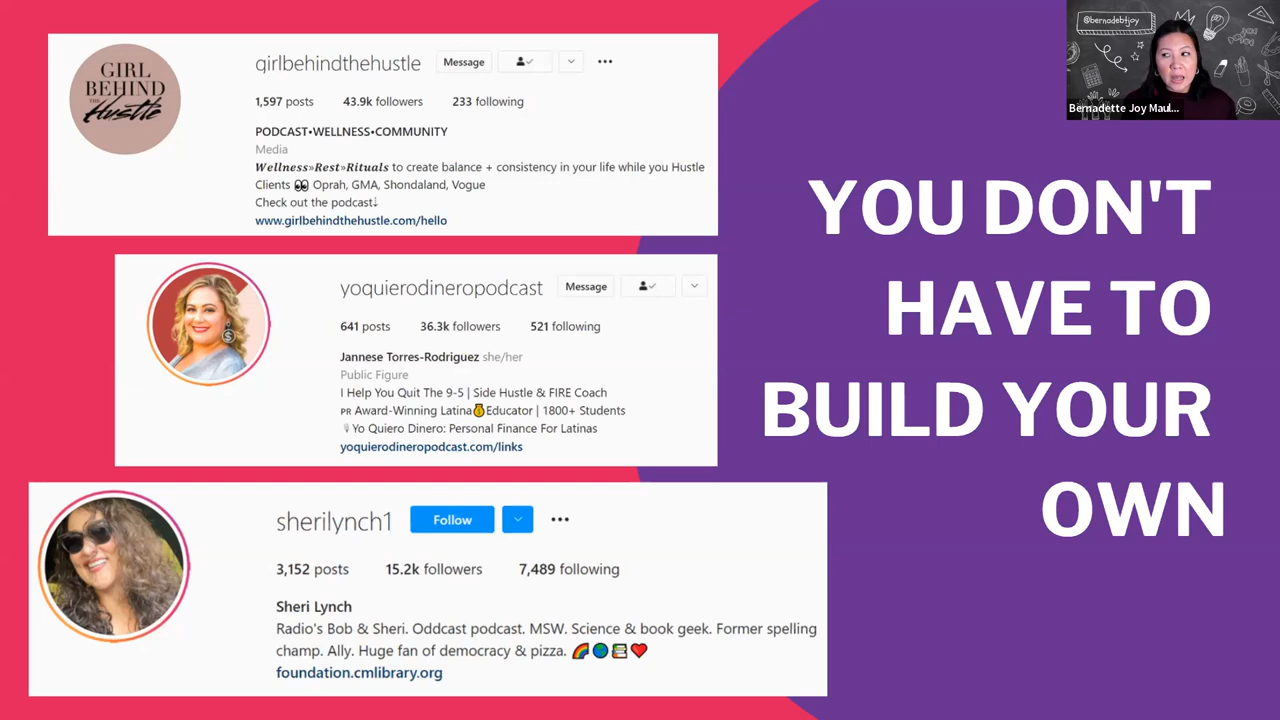 GIRL
BEHIND
THE
Hustle
girlbehindthehustle Message
1,597 posts 43.9k followers 233 following
PODCAST•WELLNESS•COMMUNITY
Media
Wellness»Rest»Rituals to create balance + consistency in your life while you Hustle
Clients 👀 Oprah, GMA, Shondaland, Vogue
Check out the podcast↓
www.girlbehindthehustle.com/hello
yoquierodineropodcast Message
641 posts 36.3k followers 521 following
Jannese Torres-Rodriguez she/her
Public Figure
I Help You Quit The 9-5 | Side Hustle & FIRE Coach
PR Award-Winning Latina💰Educator | 1800+ Students
🎙Yo Quiero Dinero: Personal Finance For Latinas
yoquierodineropodcast.com/links
sherilynch1 Follow
3,152 posts 15.2k followers 7,489 following
Sheri Lynch
Radio's Bob & Sheri. Oddcast podcast. MSW. Science & book geek. Former spelling
champ. Ally. Huge fan of democracy & pizza. 🌈🌎📚❤️
foundation.cmlibrary.org
@bernadebtjoy
Bernadette Joy Maul...
YOU DON'T
HAVE TO
BUILD YOUR
OWN